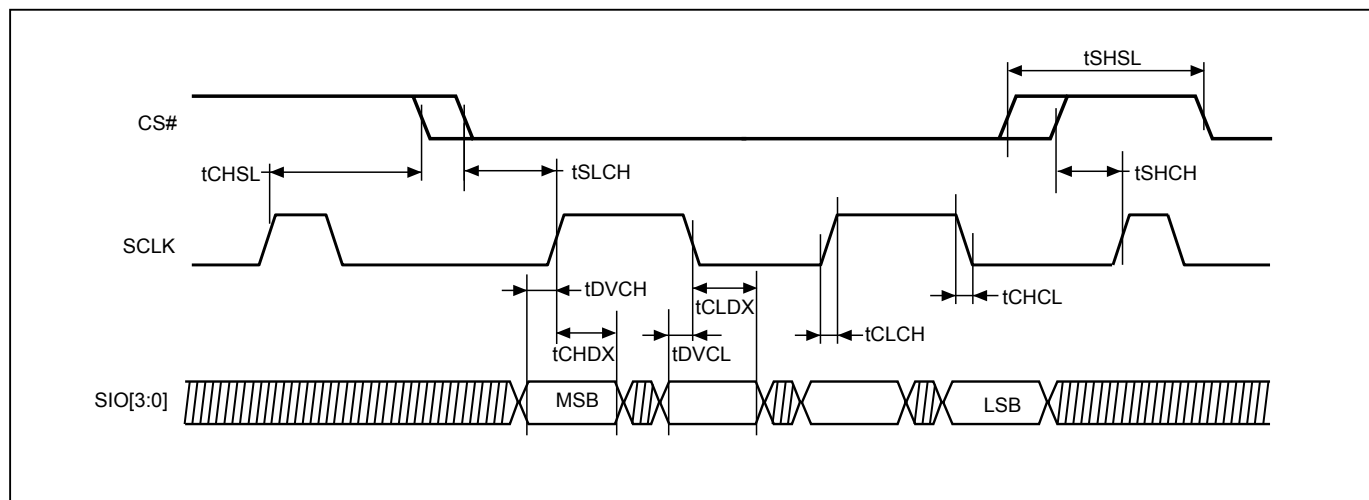 tSHSL
CS#
tCHSL
tSLCH
tSHCH
SCLK
tDVCH
tCLDX
tCHCL
tCHDX
tDVCL
tCLCH
SIO[3:0]
MSB
LSB